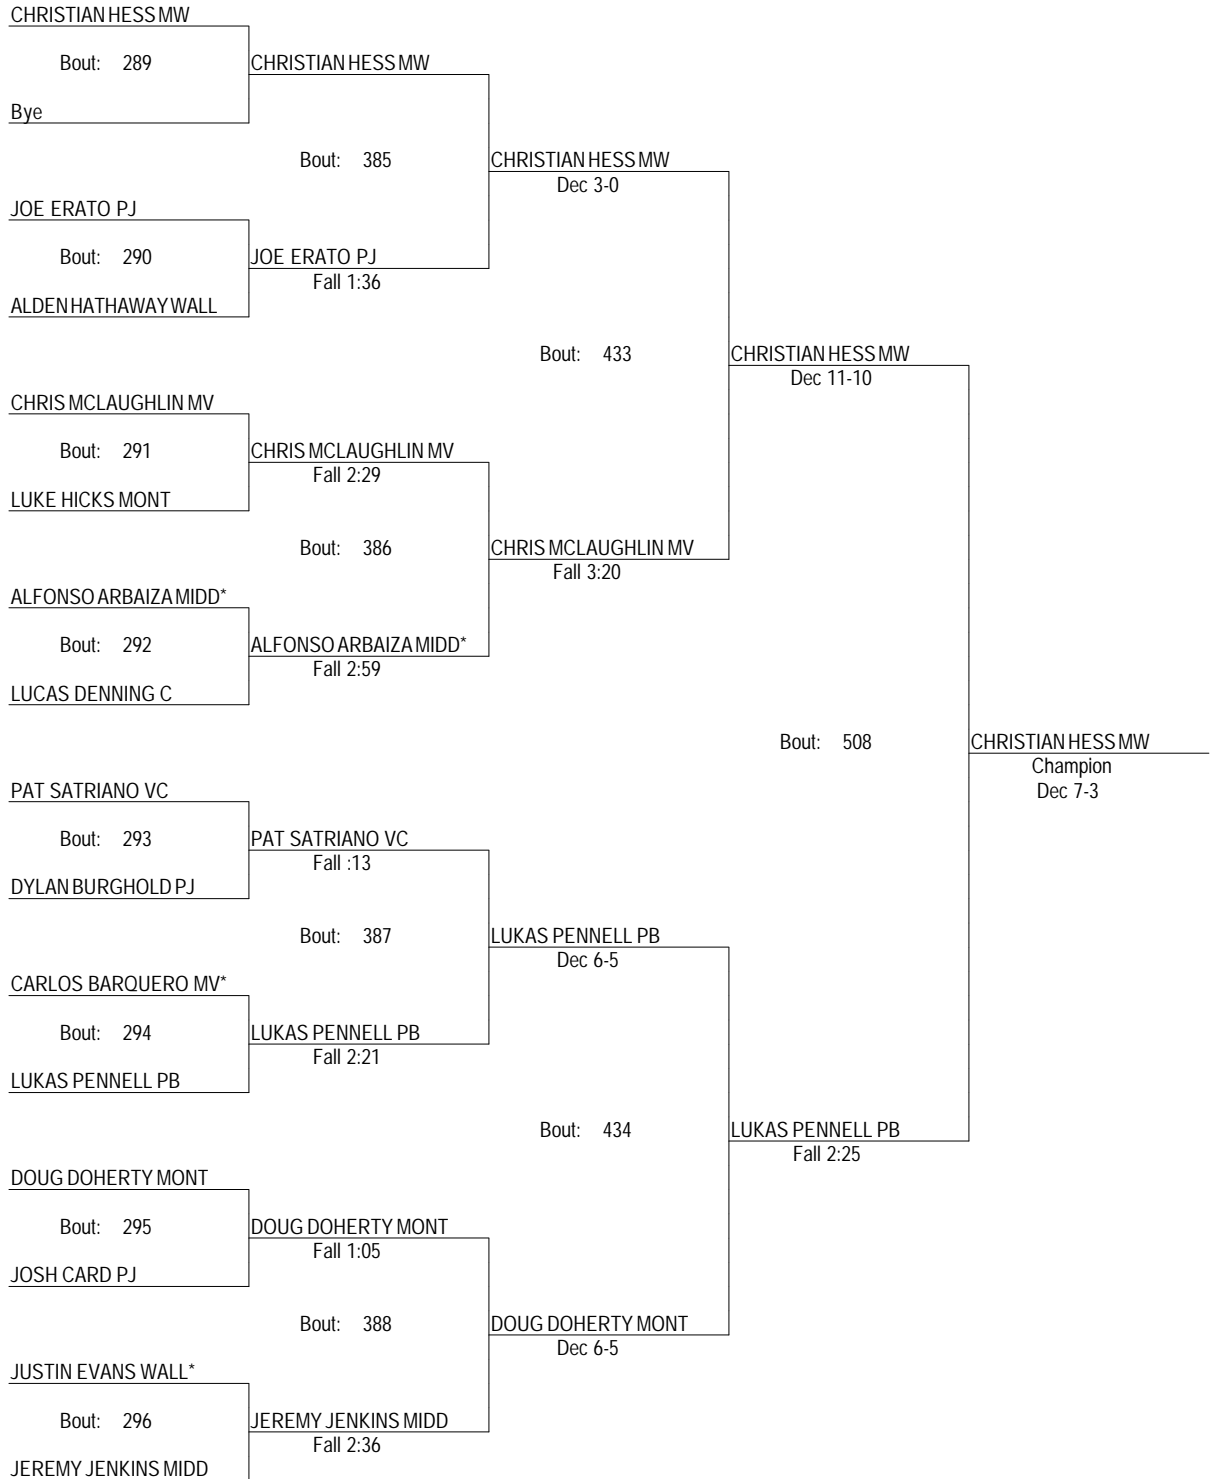 CHRISTIAN HESS MW
Bout: 289
CHRISTIAN HESS MW
Bye
Bout: 385
CHRISTIAN HESS MW
Dec 3-0
JOE ERATO PJ
Bout: 290
JOE ERATO PJ
Fall 1:36
ALDEN HATHAWAY WALL
Bout: 433
CHRISTIAN HESS MW
Dec 11-10
CHRIS MCLAUGHLIN MV
Bout: 291
CHRIS MCLAUGHLIN MV
Fall 2:29
LUKE HICKS MONT
Bout: 386
CHRIS MCLAUGHLIN MV
Fall 3:20
ALFONSO ARBAIZA MIDD*
Bout: 292
ALFONSO ARBAIZA MIDD*
Fall 2:59
LUCAS DENNING C
Bout: 508
CHRISTIAN HESS MW
Champion
Dec 7-3
PAT SATRIANO VC
Bout: 293
PAT SATRIANO VC
Fall :13
DYLAN BURGHOLD PJ
Bout: 387
LUKAS PENNELL PB
Dec 6-5
CARLOS BARQUERO MV*
Bout: 294
LUKAS PENNELL PB
Fall 2:21
LUKAS PENNELL PB
Bout: 434
LUKAS PENNELL PB
Fall 2:25
DOUG DOHERTY MONT
Bout: 295
DOUG DOHERTY MONT
Fall 1:05
JOSH CARD PJ
Bout: 388
DOUG DOHERTY MONT
Dec 6-5
JUSTIN EVANS WALL*
Bout: 296
JEREMY JENKINS MIDD
Fall 2:36
JEREMY JENKINS MIDD